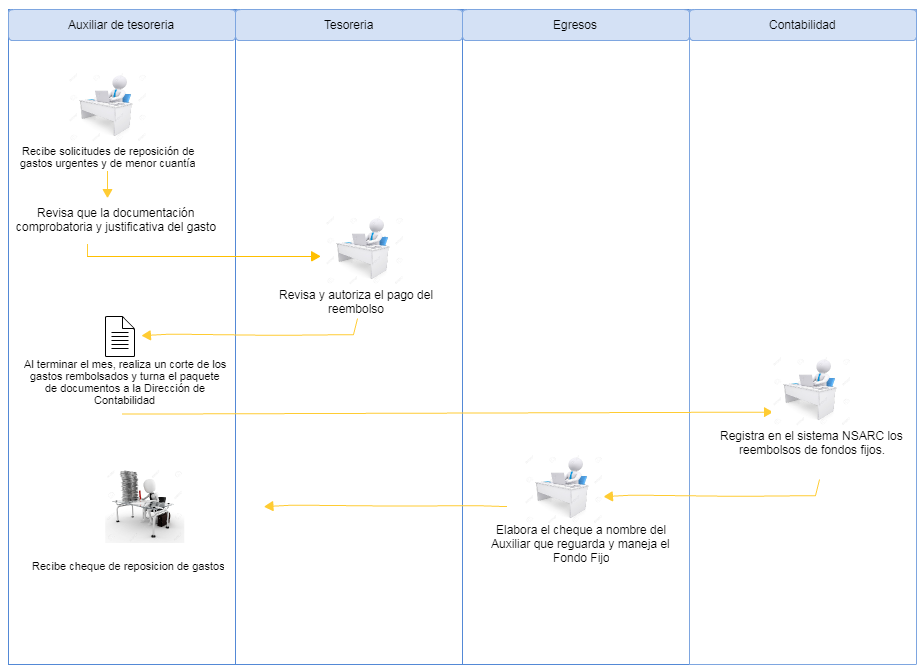 Auxiliar de tesoreria
Tesoreria
Egresos
Contabilidad
Recibe solicitudes de reposición de
gastos urgentes y de menor cuantía
Revisa que la documentación
comprobatoria y justificativa del gasto
Revisa y autoriza el pago del
reembolso
Al terminar el mes, realiza un corte de los
gastos rembolsados y turna el paquete
de documentos a la Dirección de
Contabilidad
Registra en el sistema NSARC los
reembolsos de fondos fijos.
Elabora el cheque a nombre del
Auxiliar que reguarda y maneja el
Fondo Fijo
Recibe cheque de reposicion de gastos